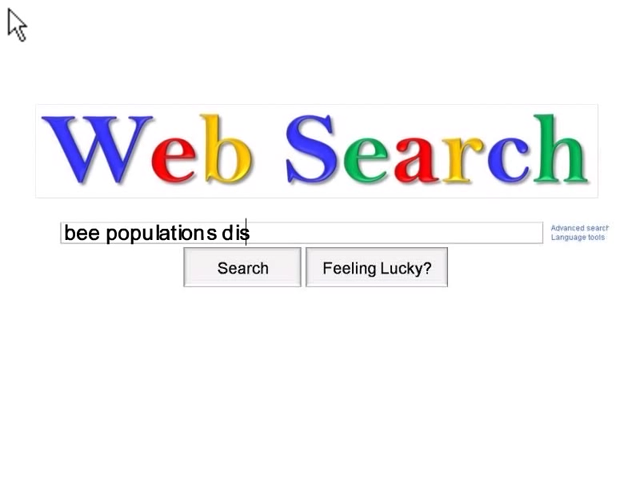 Web Search
bee populations dis
Advanced search
Language tools
Search
Feeling Lucky?